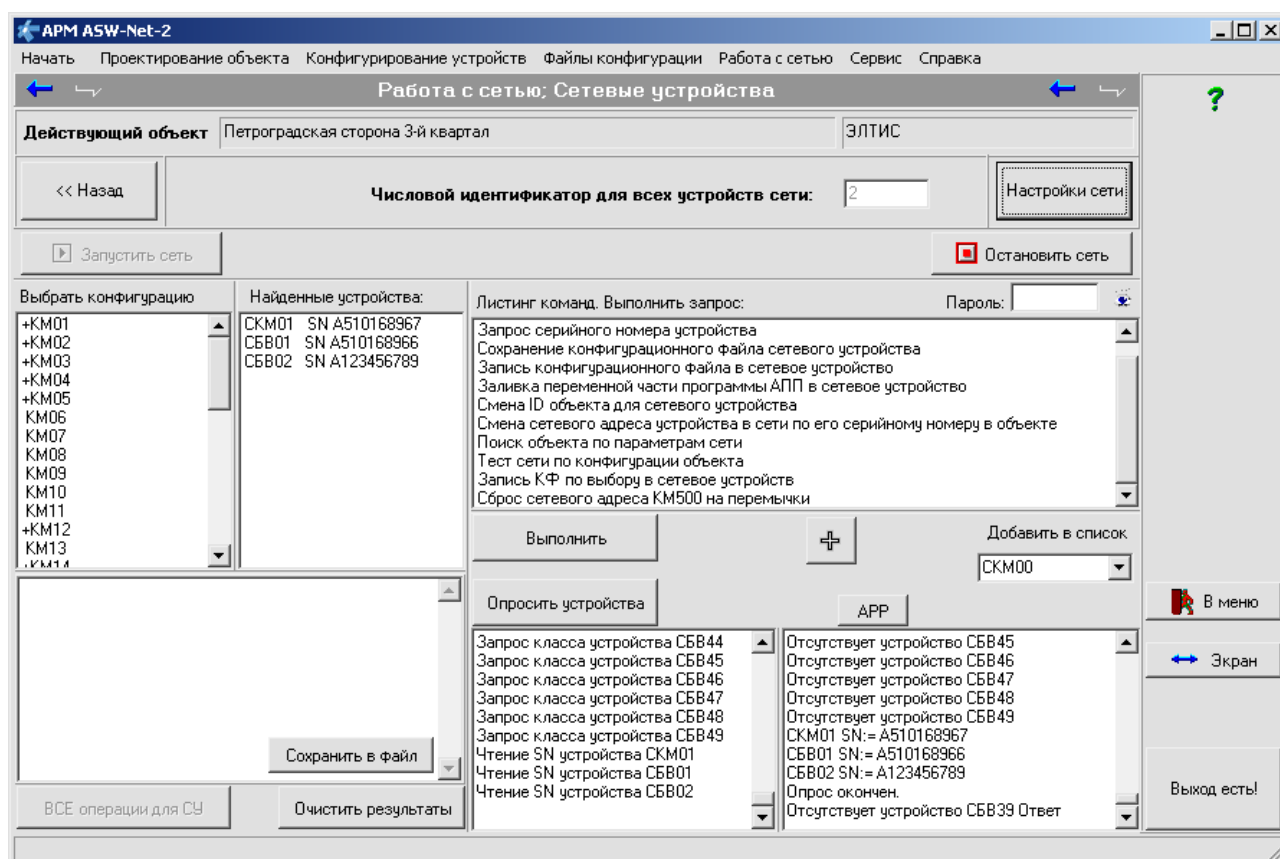 АРМ ASW-Net-2
Начать Проектирование объекта Конфигурирование устройств Файлы конфигурации Работа с сетью Сервис Справка
Работа с сетью; Сетевые устройства
?
Действующий объект Петроградская сторона 3-й квартал ЭЛТИС
<< Назад Числовой идентификатор для всех устройств сети: 2 Настройки сети
Запустить сеть Остановить сеть
Выбрать конфигурацию
+КМ01
+КМ02
+КМ03
+КМ04
+КМ05
КМ06
КМ07
КМ08
КМ09
КМ10
КМ11
+КМ12
КМ13
+КМ14
Найденные устройства:
СКМ01 SN A510168967
СБВ01 SN A510168966
СБВ02 SN A123456789
Листинг команд. Выполнить запрос: Пароль:
Запрос серийного номера устройства
Сохранение конфигурационного файла сетевого устройства
Запись конфигурационного файла в сетевое устройство
Заливка переменной части программы АПП в сетевое устройство
Смена ID объекта для сетевого устройства
Смена сетевого адреса устройства в сети по его серийному номеру в объекте
Поиск объекта по параметрам сети
Тест сети по конфигурации объекта
Запись КФ по выбору в сетевое устройств
Сброс сетевого адреса КМ500 на перемычки
Выполнить Добавить в список
СКМ00
Опросить устройства APP
Запрос класса устройства СБВ44
Запрос класса устройства СБВ45
Запрос класса устройства СБВ46
Запрос класса устройства СБВ47
Запрос класса устройства СБВ48
Запрос класса устройства СБВ49
Чтение SN устройства СКМ01
Чтение SN устройства СБВ01
Чтение SN устройства СБВ02
Отсутствует устройство СБВ45
Отсутствует устройство СБВ46
Отсутствует устройство СБВ47
Отсутствует устройство СБВ48
Отсутствует устройство СБВ49
СКМ01 SN:= A510168967
СБВ01 SN:= A510168966
СБВ02 SN:= A123456789
Опрос окончен.
Отсутствует устройство СБВ39 Ответ
Сохранить в файл
ВСЕ операции для СУ Очистить результаты
В меню
Экран
Выход есть!